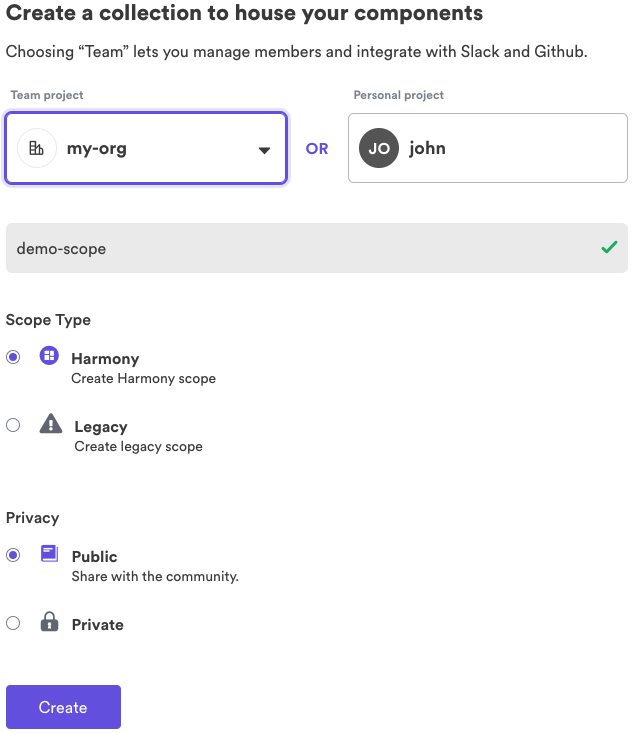 Create a collection to house your components
Choosing “Team” lets you manage members and integrate with Slack and Github.
Team project
Personal project
my-org
OR
JO
john
demo-scope
Scope Type
Harmony
Create Harmony scope
Legacy
Create legacy scope
Privacy
Public
Share with the community.
Private
Create